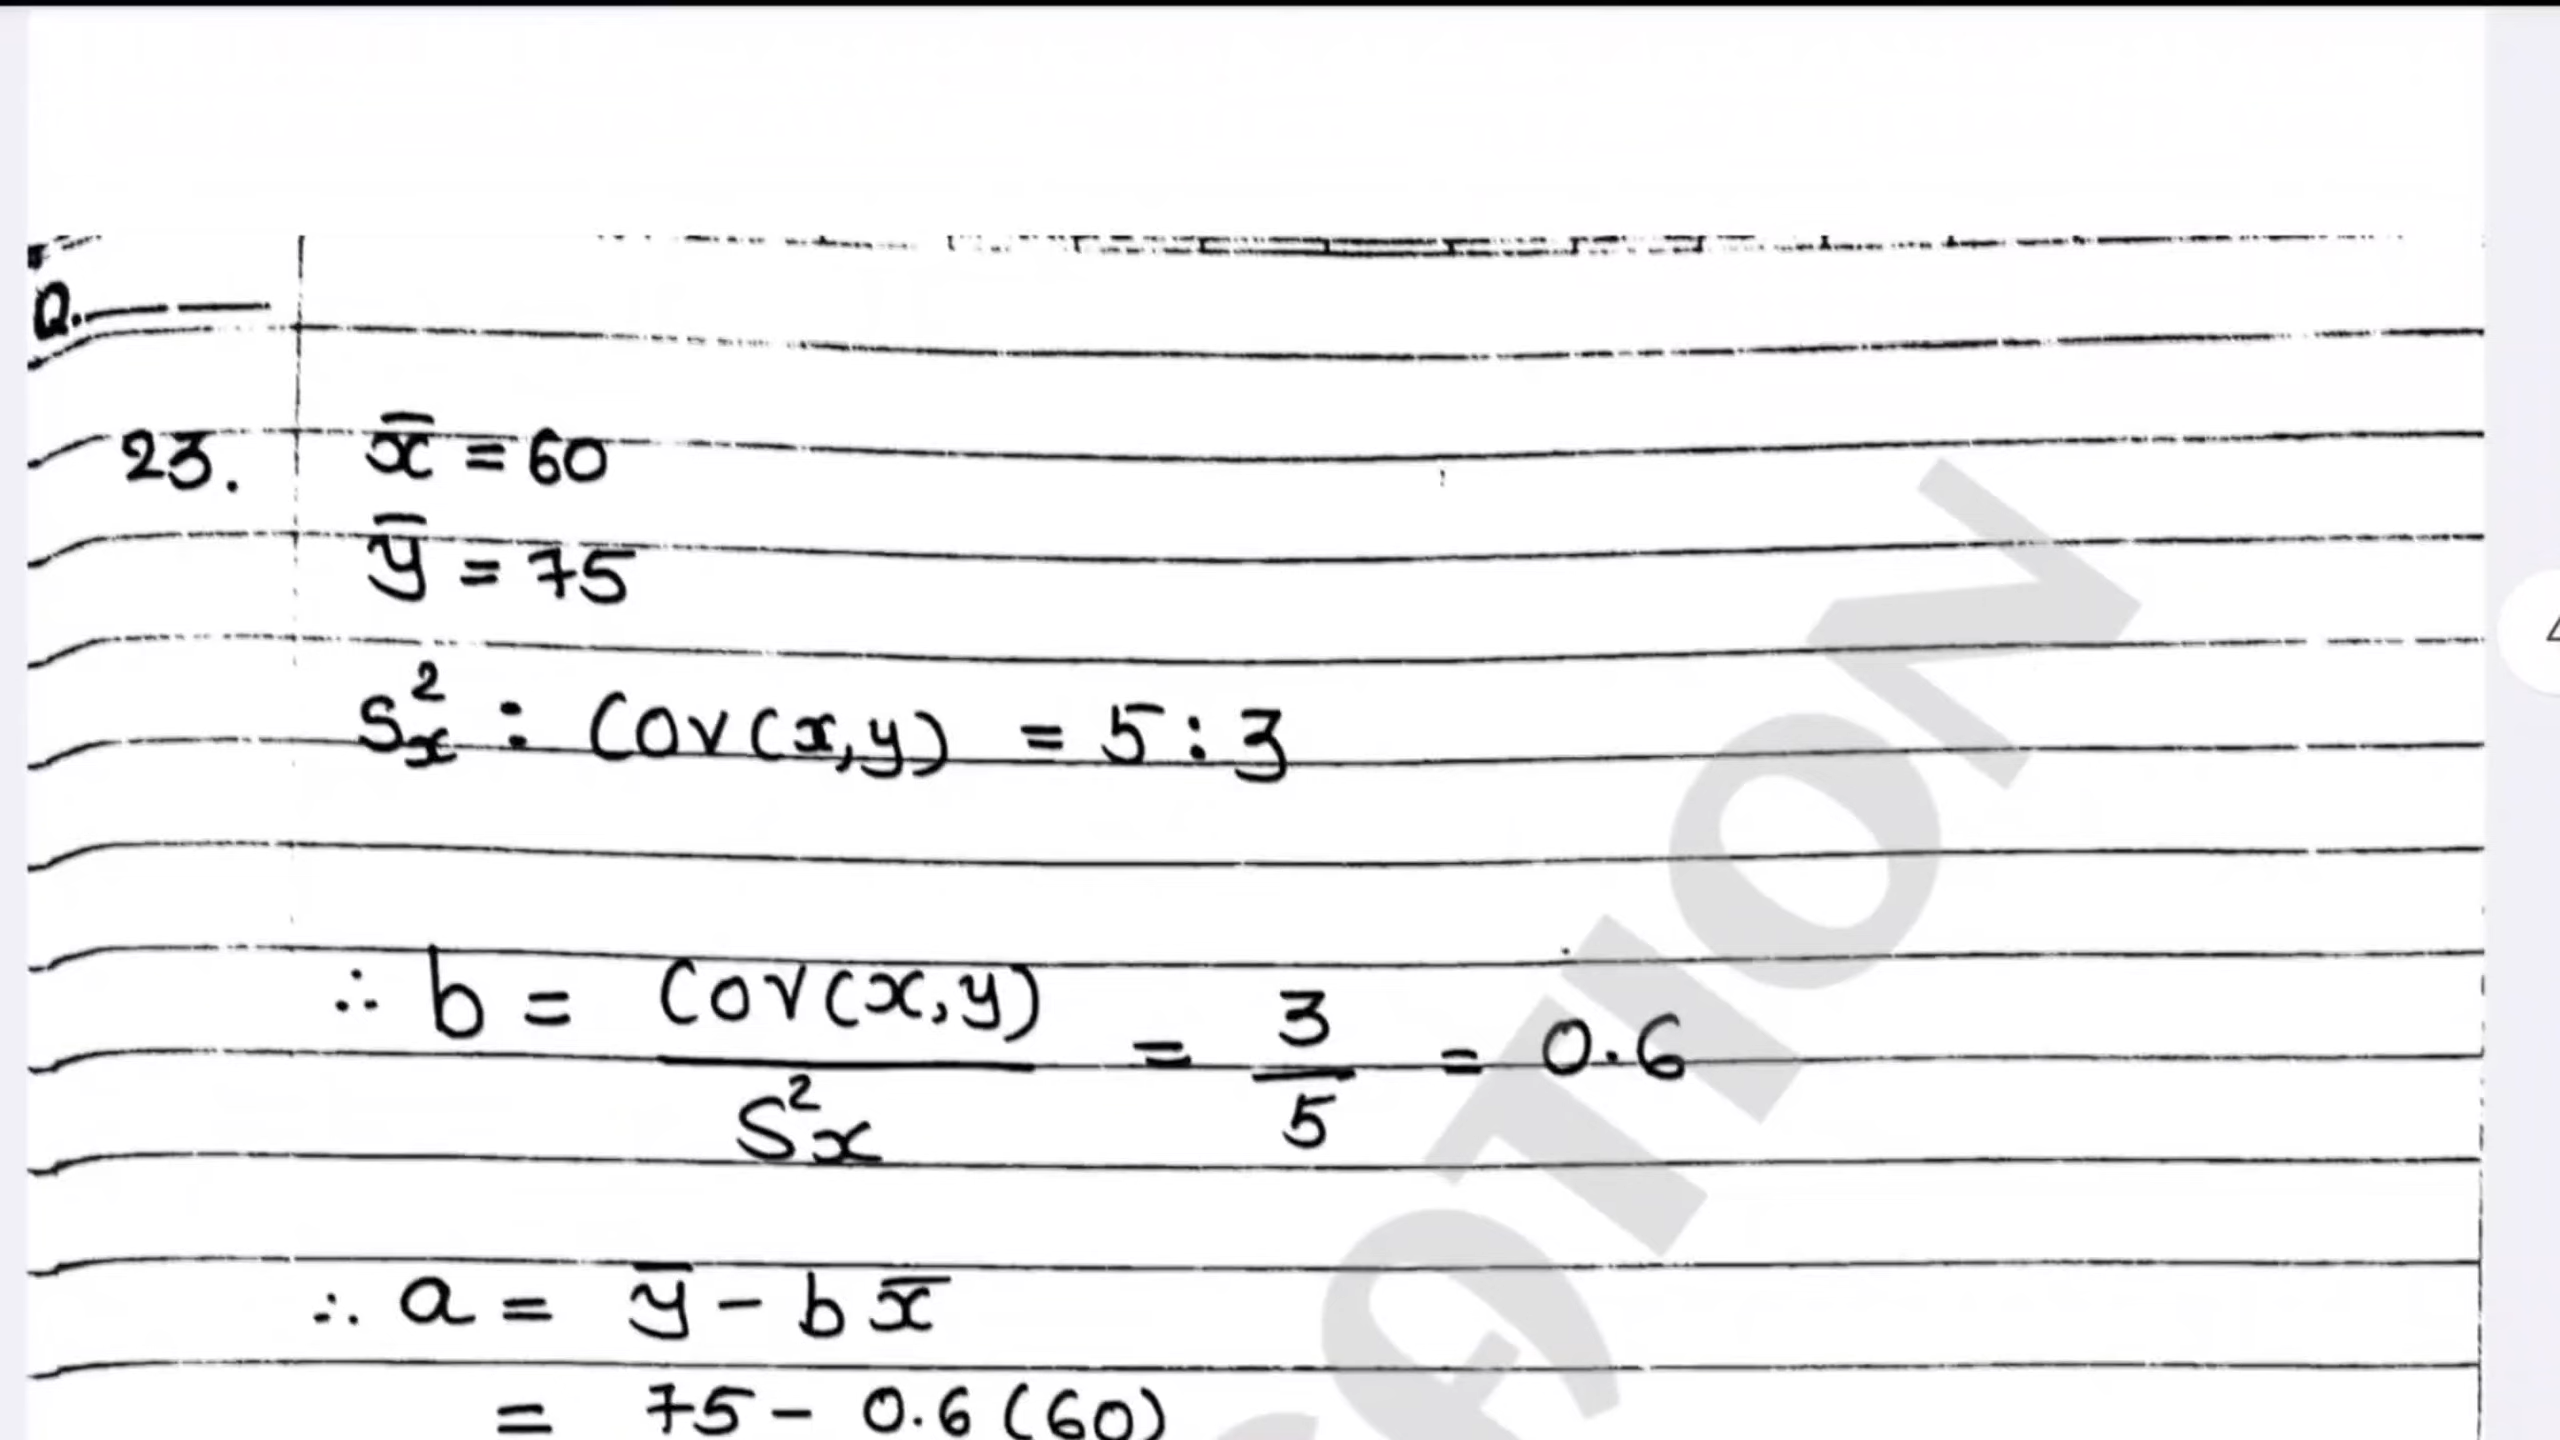 Q.
23. x̄ = 60
ȳ = 75
S²ₓ : Cov(x,y) = 5 : 3
∴ b = Cov(x,y) / S²ₓ = 3/5 = 0.6
∴ a = ȳ - b x̄
= 75 - 0.6 (60)